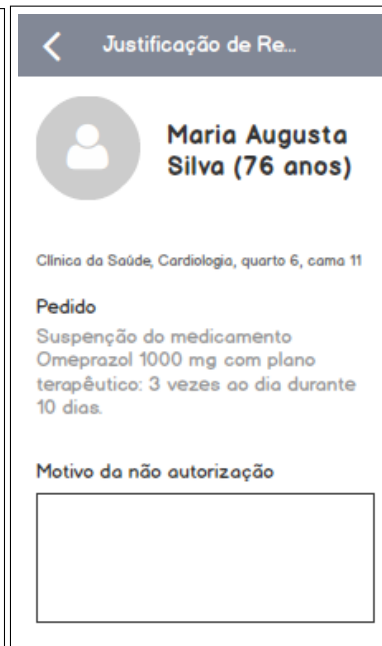 Justificação de Re...
Maria Augusta
Silva (76 anos)
Clínica da Saúde, Cardiologia, quarto 6, cama 11
Pedido
Suspenção do medicamento
Omeprazol 1000 mg com plano
terapêutico: 3 vezes ao dia durante
10 dias.
Motivo da não autorização